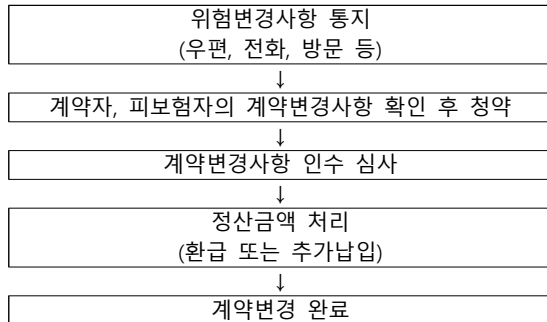 위험변경사항 통지
(우편, 전화, 방문 등)
↓
계약자, 피보험자의 계약변경사항 확인 후 청약
↓
계약변경사항 인수 심사
↓
정산금액 처리
(환급 또는 추가납입)
↓
계약변경 완료